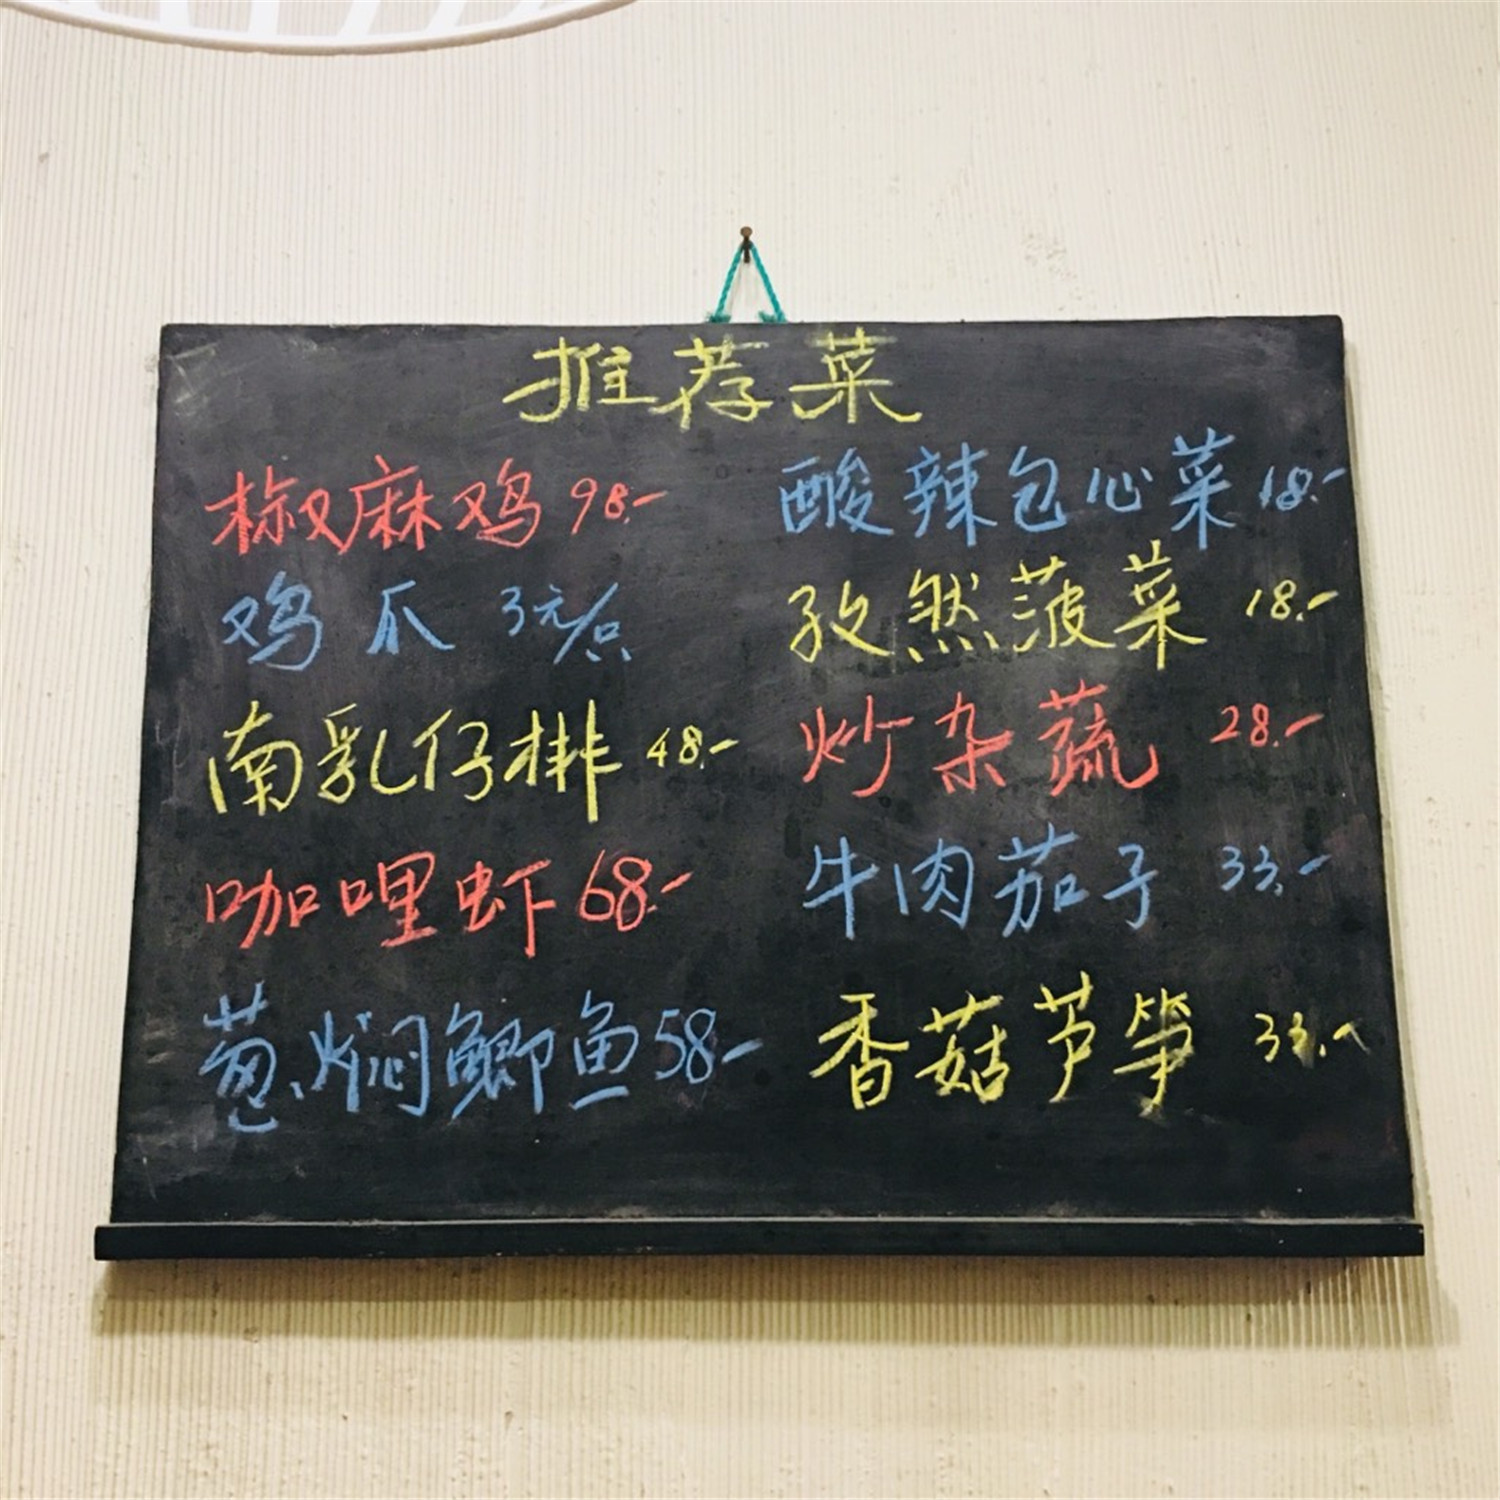 推荐菜
椒麻鸡 98.-
鸡爪 3元/只.
南乳仔排 48.-
咖哩虾 68.-
葱焖鲫鱼 58-
酸辣包心菜 18.-
孜然菠菜 18.-
炒杂蔬 28.-
牛肉茄子 33.-
香菇芦笋 33.-